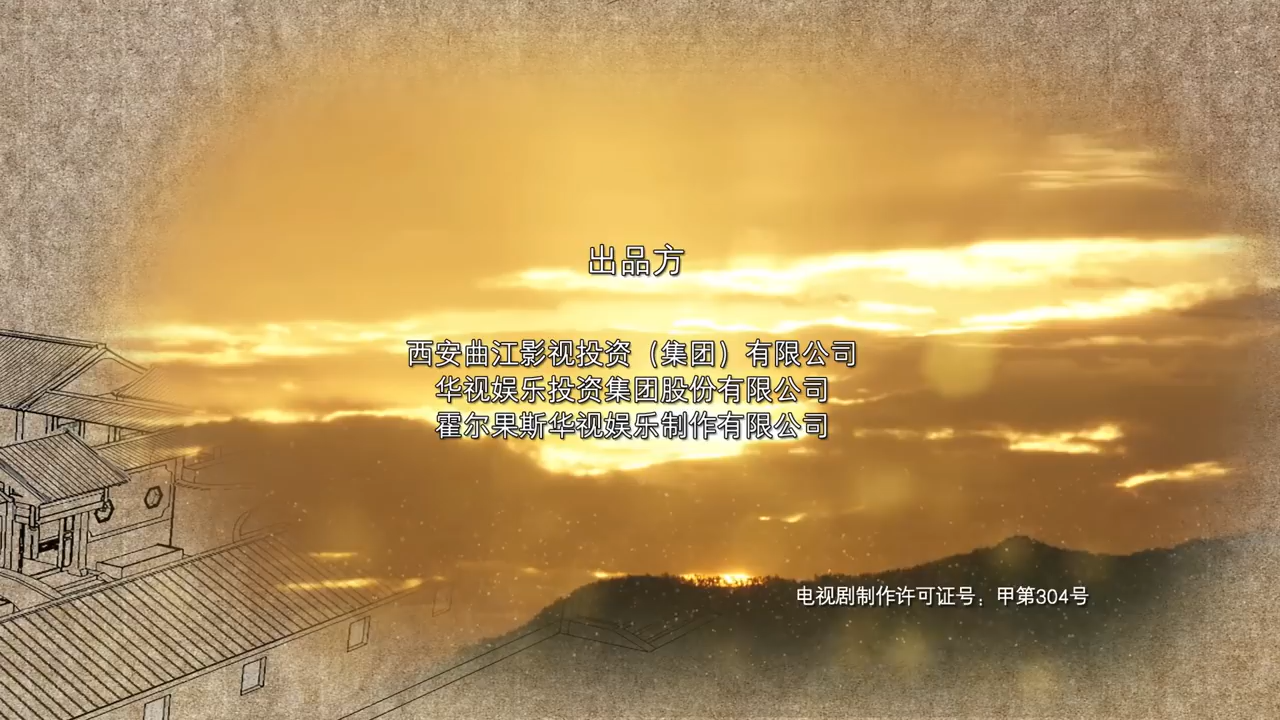 出品方
西安曲江影视投资（集团）有限公司
华视娱乐投资集团股份有限公司
霍尔果斯华视娱乐制作有限公司
电视剧制作许可证号：甲第304号